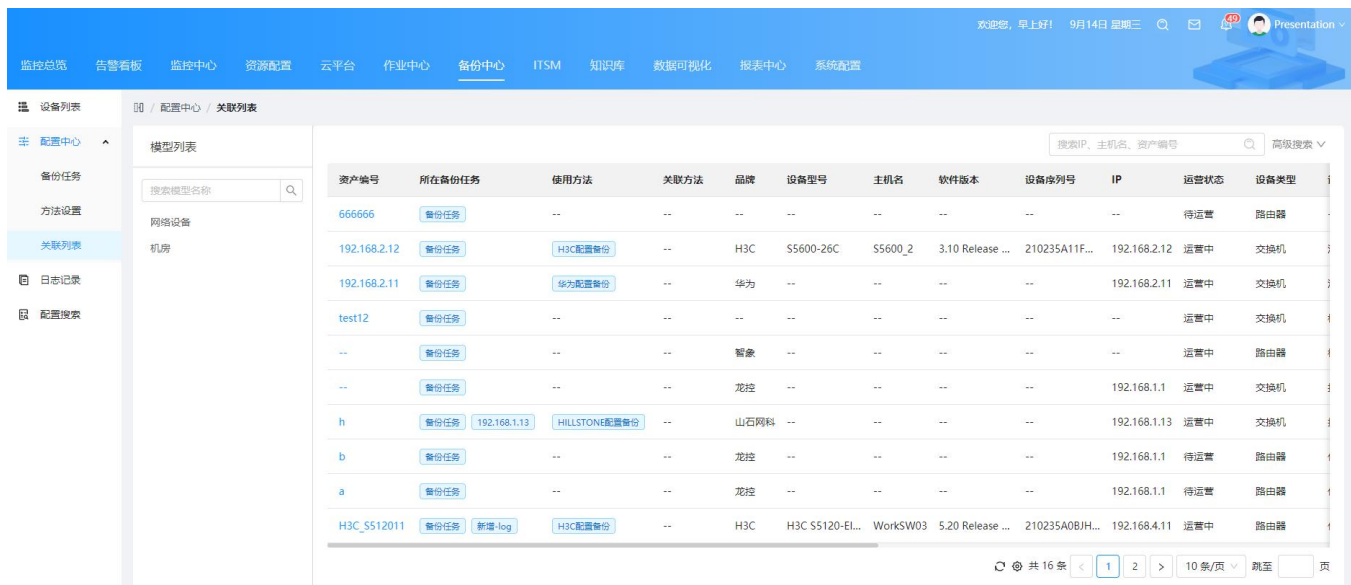 欢迎您，早上好! 9月14日 星期三 49 Presentation
监控总览 告警看板 监控中心 资源配置 云平台 作业中心 备份中心 ITSM 知识库 数据可视化 报表中心 系统配置
设备列表
配置中心
备份任务
方法设置
关联列表
日志记录
配置搜索
/ 配置中心 / 关联列表
模型列表
搜索模型名称
网络设备
机房
搜索IP、主机名、资产编号 高级搜索
资产编号 所在备份任务 使用方法 关联方法 品牌 设备型号 主机名 软件版本 设备序列号 IP 运营状态 设备类型
666666 备份任务 -- -- -- -- -- -- -- -- 待运营 路由器
192.168.2.12 备份任务 H3C配置备份 -- H3C S5600-26C S5600_2 3.10 Release ... 210235A11F... 192.168.2.12 运营中 交换机
192.168.2.11 备份任务 华为配置备份 -- 华为 -- -- -- -- 192.168.2.11 运营中 交换机
test12 备份任务 -- -- -- -- -- -- -- -- 运营中 交换机
-- 备份任务 -- -- 智象 -- -- -- -- -- 运营中 路由器
-- 备份任务 -- -- 龙控 -- -- -- -- 192.168.1.1 运营中 交换机
h 备份任务 192.168.1.13 HILLSTONE配置备份 -- 山石网科 -- -- -- -- 192.168.1.13 运营中 交换机
b 备份任务 -- -- 龙控 -- -- -- -- 192.168.1.1 待运营 路由器
a 备份任务 -- -- 龙控 -- -- -- -- 192.168.1.1 待运营 路由器
H3C_S512011 备份任务 新增-log H3C配置备份 -- H3C H3C S5120-EI... WorkSW03 5.20 Release ... 210235A0BJH... 192.168.4.11 运营中 路由器
共 16 条 < 1 2 > 10 条/页 跳至 页